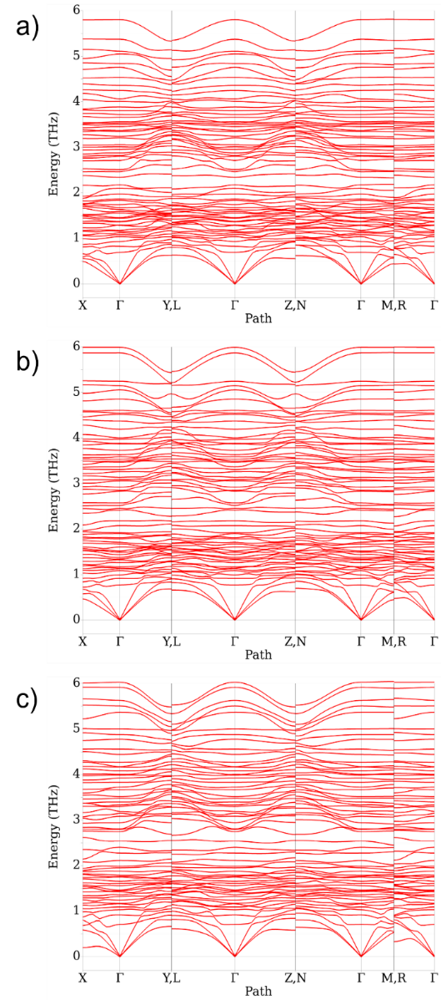 a)
6
5
4
3
2
1
0
Energy (THz)
X Γ Y,L Γ Z,N Γ M,R Γ
Path
b)
6
5
4
3
2
1
0
Energy (THz)
X Γ Y,L Γ Z,N Γ M,R Γ
Path
c)
6
5
4
3
2
1
0
Energy (THz)
X Γ Y,L Γ Z,N Γ M,R Γ
Path